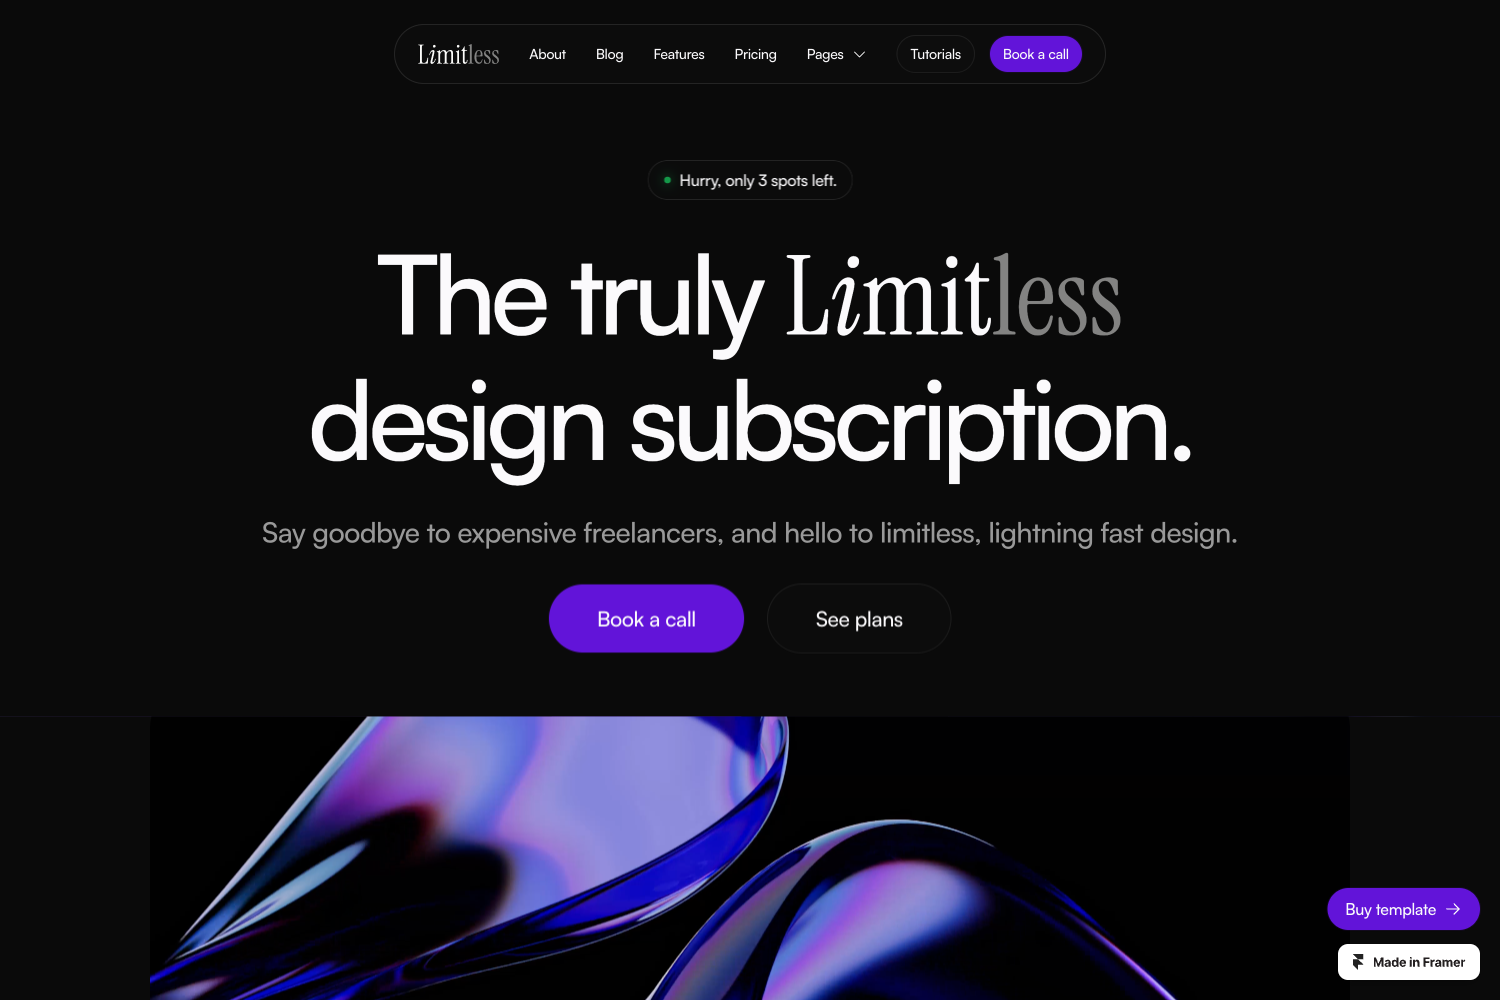 Limitless About Blog Features Pricing Pages Tutorials Book a call
Hurry, only 3 spots left.
The truly Limitless
design subscription.
Say goodbye to expensive freelancers, and hello to limitless, lightning fast design.
Book a call See plans
Buy template
Made in Framer